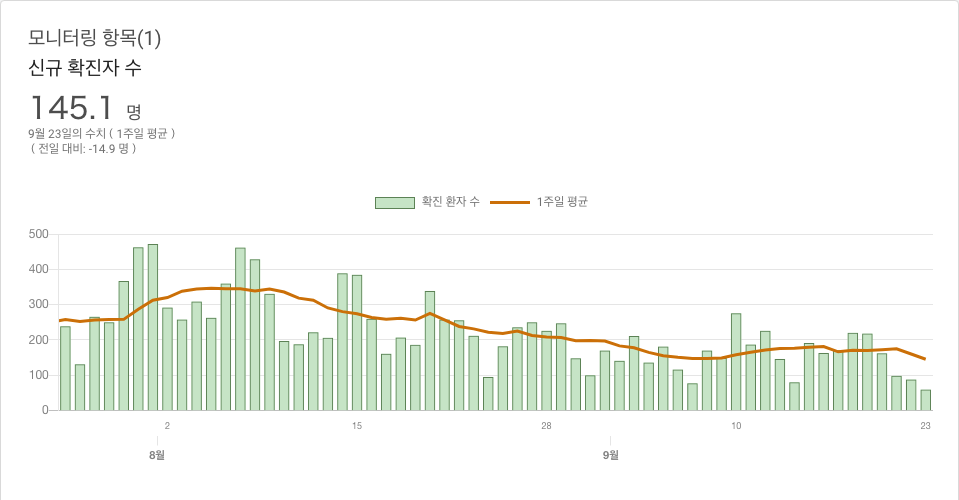 모니터링 항목(1)
신규 확진자 수
145.1 명
9월 23일의 수치 ( 1주일 평균 )
( 전일 대비: -14.9 명 )
확진 환자 수 1주일 평균
500
400
300
200
100
0
2 15 28 10 23
8월 9월